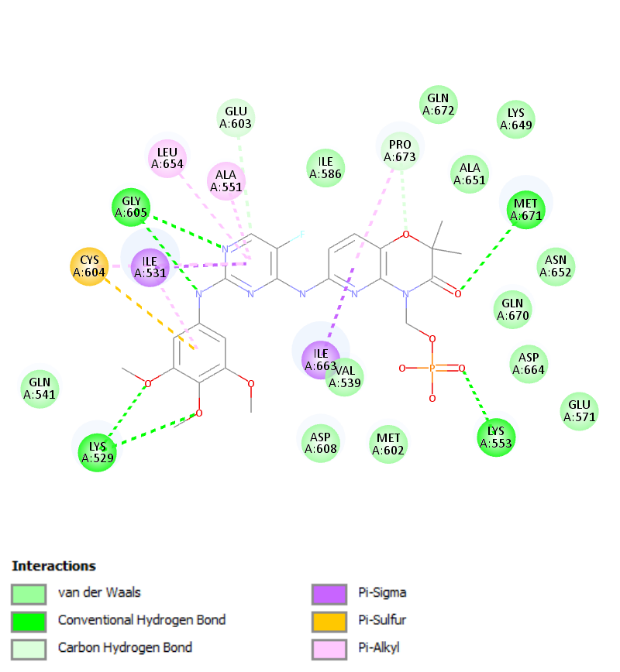 GLN
A:672
LYS
A:649
GLU
A:603
PRO
A:673
LEU
A:654
ILE
A:586
ALA
A:651
ALA
A:551
GLY
A:605
MET
A:671
CYS
A:604
ILE
A:531
ASN
A:652
GLN
A:670
ILE
A:663
VAL
A:539
ASP
A:664
GLN
A:541
GLU
A:571
LYS
A:529
ASP
A:608
MET
A:602
LYS
A:553
N
F
O
N
N
N
N
N
O
O
O
O
O
O
P
O
O
Interactions
van der Waals
Conventional Hydrogen Bond
Carbon Hydrogen Bond
Pi-Sigma
Pi-Sulfur
Pi-Alkyl